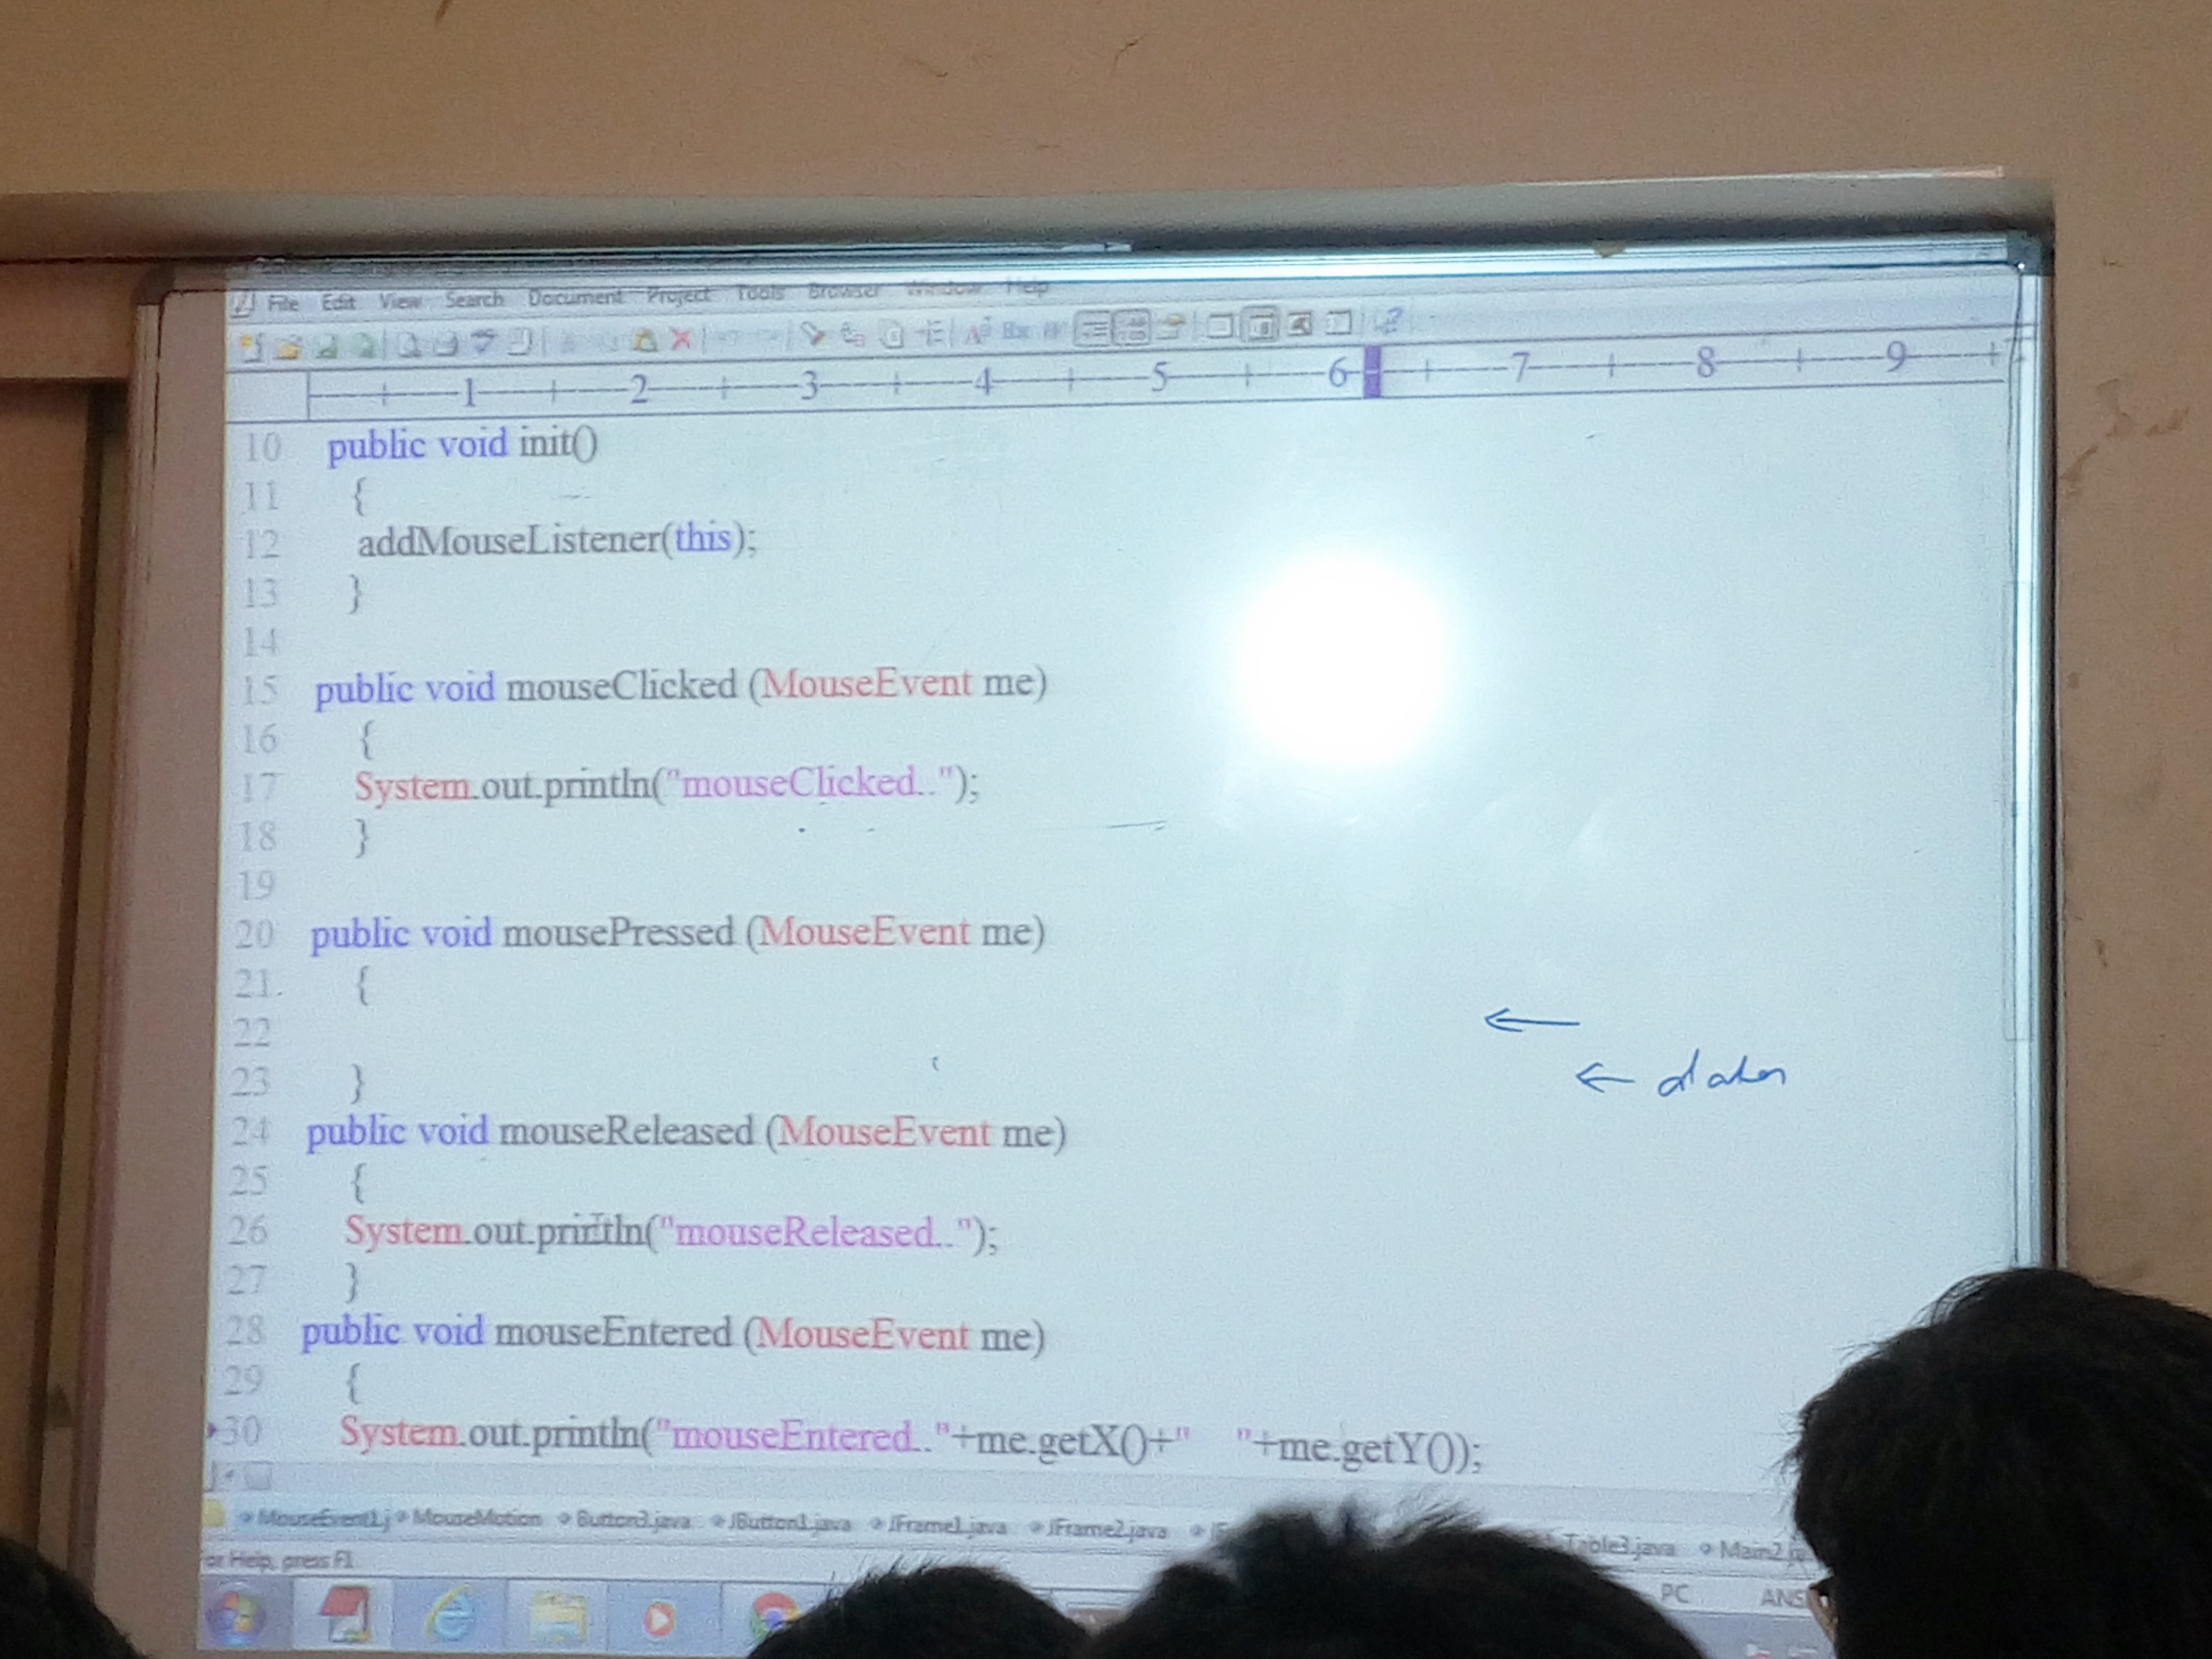 File Edit View Search Document Project Tools Browser Window Help
1 2 3 4 5 6 7 8 9
10 public void init()
11 {
12 addMouseListener(this);
13 }
14
15 public void mouseClicked (MouseEvent me)
16 {
17 System.out.println("mouseClicked..");
18 }
19
20 public void mousePressed (MouseEvent me)
21 {
22
23 }
24 public void mouseReleased (MouseEvent me)
25 {
26 System.out.println("mouseReleased..");
27 }
28 public void mouseEntered (MouseEvent me)
29 {
30 System.out.println("mouseEntered.."+me.getX()+"    "+me.getY());
MouseEvent1.j MouseMotion Button3.java JButton1.java JFrame1.java JFrame2.java Table3.java Main2.ja
or Help, press F1 PC ANS